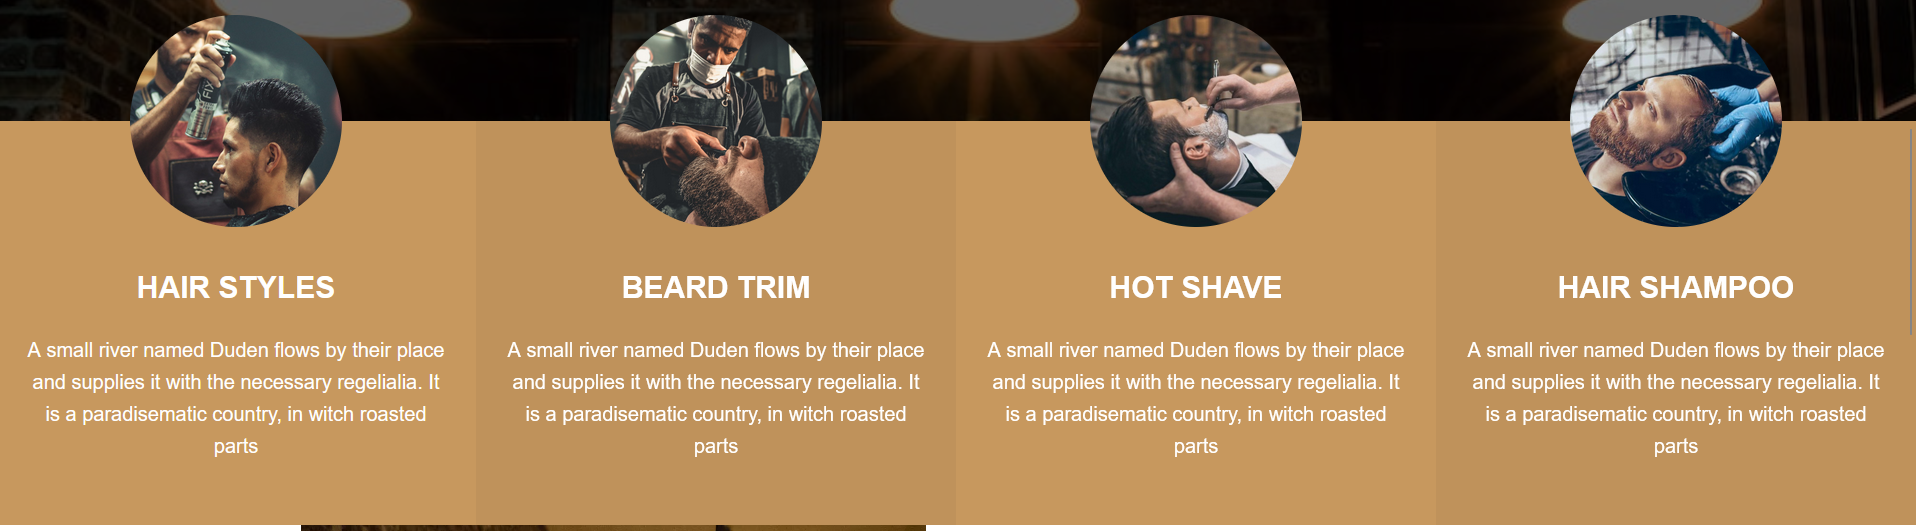 HAIR STYLES
A small river named Duden flows by their place
and supplies it with the necessary regelialia. It
is a paradisematic country, in witch roasted
parts
BEARD TRIM
A small river named Duden flows by their place
and supplies it with the necessary regelialia. It
is a paradisematic country, in witch roasted
parts
HOT SHAVE
A small river named Duden flows by their place
and supplies it with the necessary regelialia. It
is a paradisematic country, in witch roasted
parts
HAIR SHAMPOO
A small river named Duden flows by their place
and supplies it with the necessary regelialia. It
is a paradisematic country, in witch roasted
parts